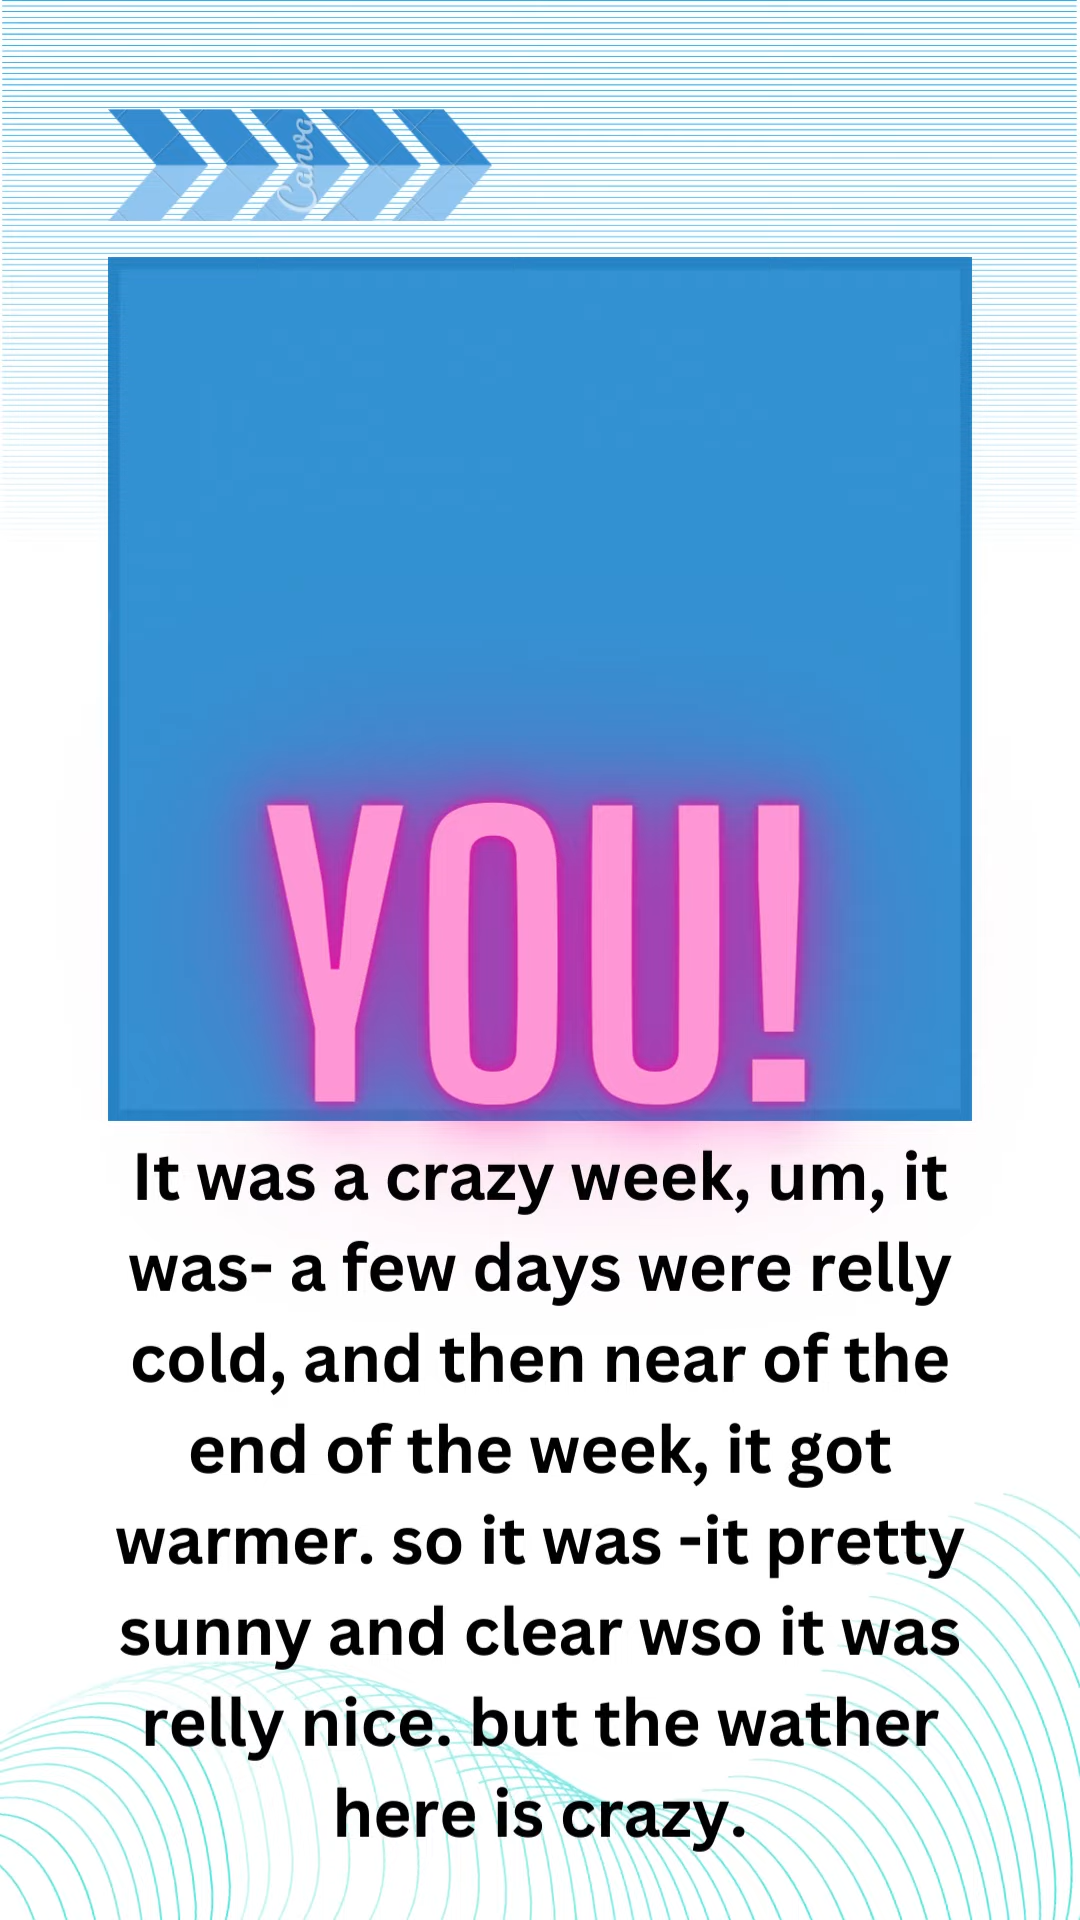 Canva
YOU!
It was a crazy week, um, it
was- a few days were relly
cold, and then near of the
end of the week, it got
warmer. so it was -it pretty
sunny and clear wso it was
relly nice. but the wather
here is crazy.